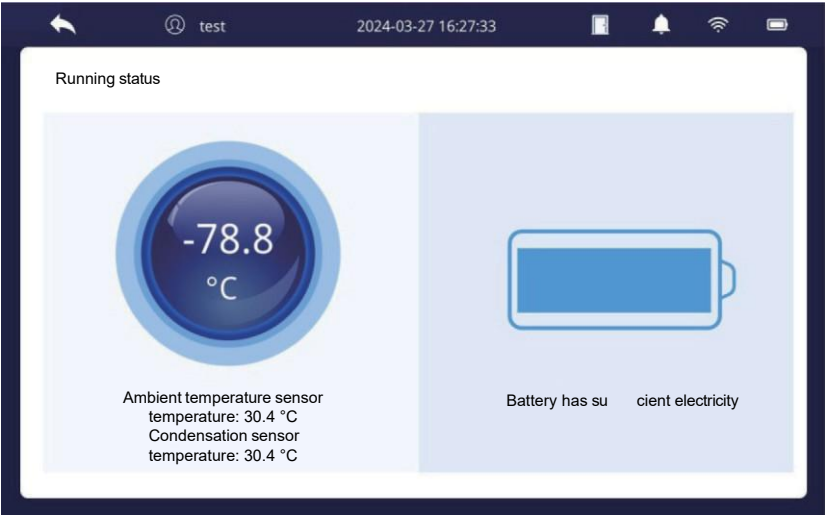 test
2024-03-27 16:27:33
Running status
-78.8
°C
Ambient temperature sensor
temperature: 30.4 °C
Condensation sensor
temperature: 30.4 °C
Battery has su cient electricity